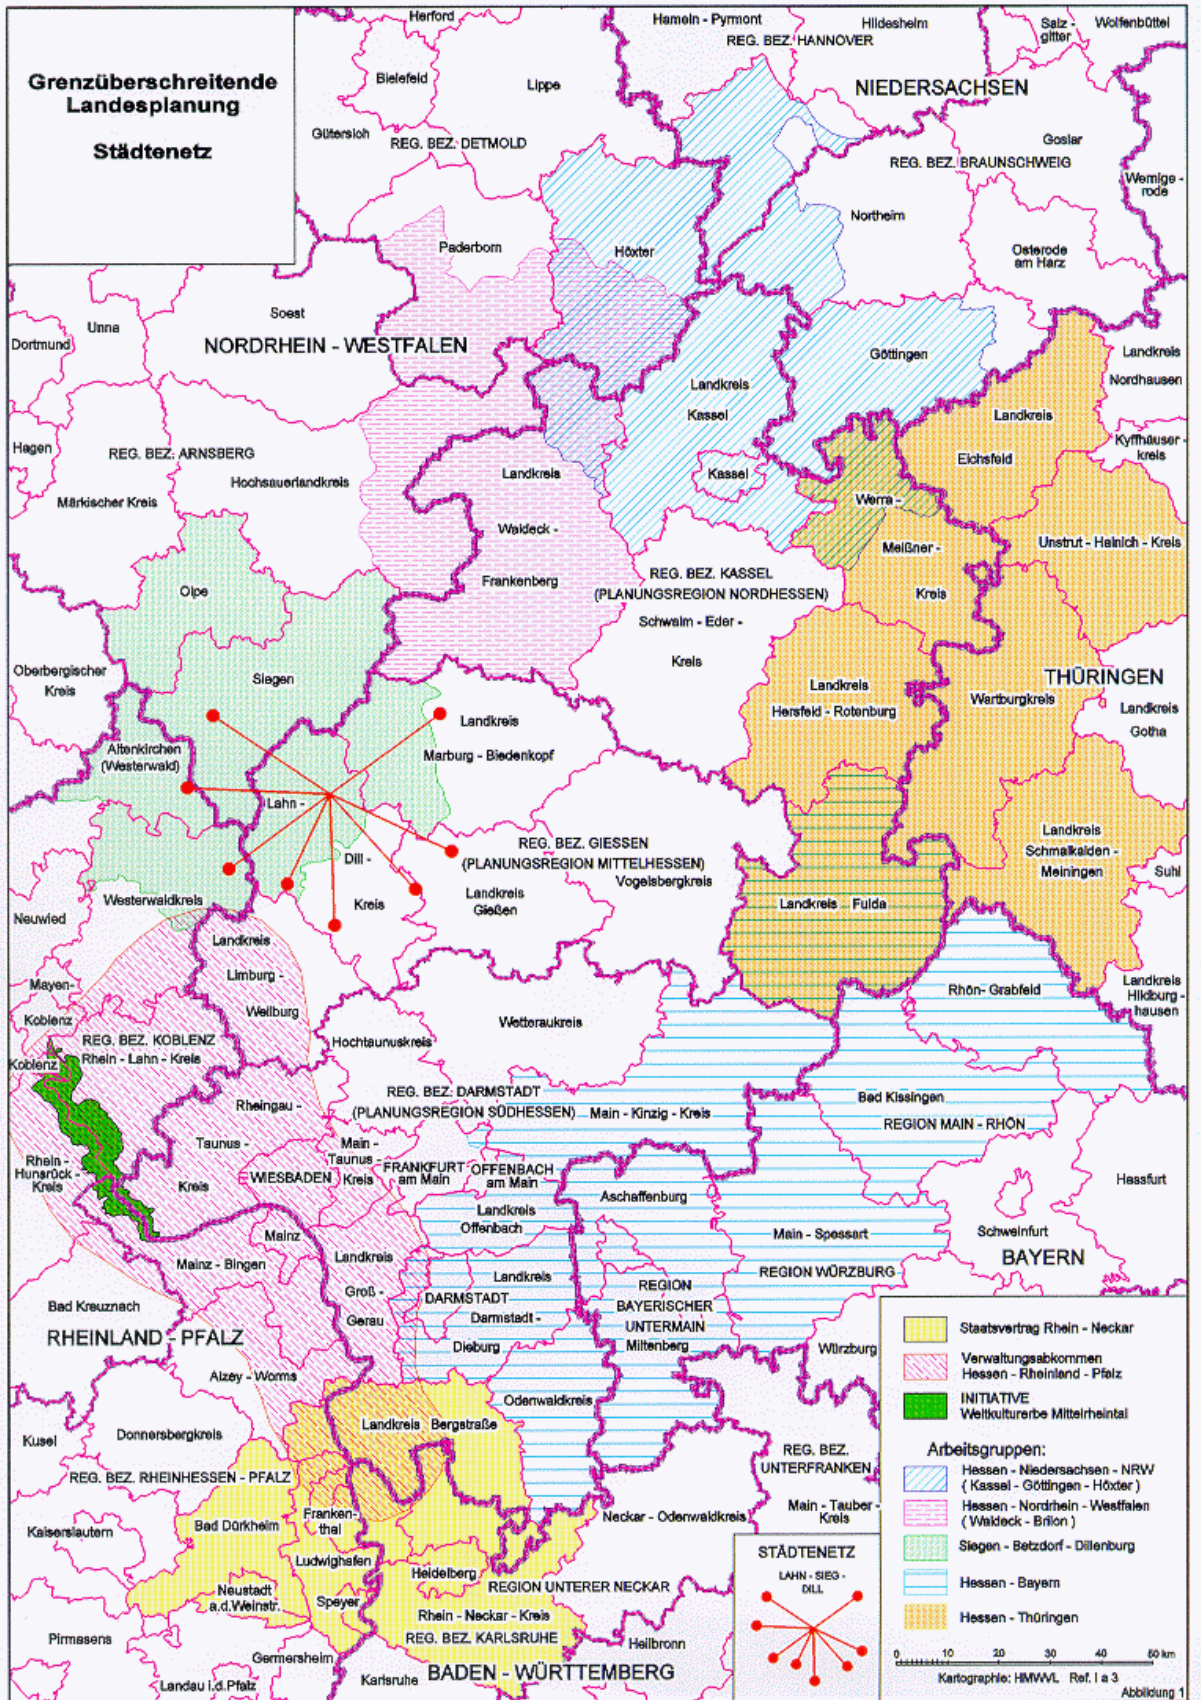 Grenzüberschreitende
Landesplanung
Städtenetz
Herford
Hameln - Pyrmont
Hildesheim
Salz -
gitter
Wolfenbüttel
REG. BEZ. HANNOVER
Bielefeld
Lippe
NIEDERSACHSEN
Gütersloh
REG. BEZ. DETMOLD
Goslar
REG. BEZ. BRAUNSCHWEIG
Wernige -
rode
Northeim
Paderborn
Höxter
Osterode
am Harz
Soest
Unna
Dortmund
NORDRHEIN - WESTFALEN
Göttingen
Landkreis
Nordhausen
Landkreis
Kassel
Landkreis
Eichsfeld
Kyffhäuser -
kreis
Hagen
REG. BEZ. ARNSBERG
Hochsauerlandkreis
Märkischer Kreis
Landkreis
Waldeck -
Frankenberg
Kassel
Werra -
Meißner -
Kreis
Unstrut - Hainich - Kreis
REG. BEZ. KASSEL
(PLANUNGSREGION NORDHESSEN)
Schwalm - Eder -
Kreis
Olpe
Oberbergischer
Kreis
Siegen
THÜRINGEN
Landkreis
Hersfeld - Rotenburg
Wartburgkreis
Landkreis
Gotha
Altenkirchen
(Westerwald)
Landkreis
Marburg - Biedenkopf
Lahn -
Dill -
Kreis
REG. BEZ. GIESSEN
(PLANUNGSREGION MITTELHESSEN)
Vogelsbergkreis
Landkreis
Gießen
Landkreis
Schmalkalden -
Meiningen
Suhl
Westerwaldkreis
Neuwied
Landkreis Fulda
Landkreis
Limburg -
Weilburg
Mayen-
Koblenz
Rhön- Grabfeld
Landkreis
Hildburg -
hausen
Wetteraukreis
Hochtaunuskreis
REG. BEZ. KOBLENZ
Rhein - Lahn - Kreis
Koblenz
REG. BEZ. DARMSTADT
(PLANUNGSREGION SÜDHESSEN)
Main - Kinzig - Kreis
Bad Kissingen
REGION MAIN - RHÖN
Rheingau -
Taunus -
Kreis
Main -
Taunus -
Kreis
WIESBADEN
FRANKFURT
am Main
OFFENBACH
am Main
Rhein -
Hunsrück -
Kreis
Aschaffenburg
Hassfurt
Landkreis
Offenbach
Mainz
Main - Spessart
Schweinfurt
BAYERN
Mainz - Bingen
Landkreis
Groß -
Gerau
Landkreis
Darmstadt -
Dieburg
DARMSTADT
REGION
BAYERISCHER
UNTERMAIN
Miltenberg
REGION WÜRZBURG
Würzburg
Bad Kreuznach
RHEINLAND - PFALZ
Alzey - Worms
Odenwaldkreis
Landkreis Bergstraße
Kusel
Donnersbergkreis
REG. BEZ. RHEINHESSEN - PFALZ
REG. BEZ.
UNTERFRANKEN
Main - Tauber -
Kreis
Neckar - Odenwaldkreis
Kaiserslautern
Bad Dürkheim
Franken-
thal
Ludwighafen
Heidelberg
REGION UNTERER NECKAR
Neustadt
a.d.Weinstr.
Speyer
Rhein - Neckar - Kreis
REG. BEZ. KARLSRUHE
Pirmasens
Germersheim
Heilbronn
Landau i.d.Pfalz
Karlsruhe
BADEN - WÜRTTEMBERG
Staatsvertrag Rhein - Neckar
Verwaltungsabkommen
Hessen - Rheinland - Pfalz
INITIATIVE
Weltkulturerbe Mittelrheintal
Arbeitsgruppen:
Hessen - Niedersachsen - NRW
( Kassel - Göttingen - Höxter )
Hessen - Nordrhein - Westfalen
( Waldeck - Brilon )
Siegen - Betzdorf - Dillenburg
Hessen - Bayern
Hessen - Thüringen
STÄDTENETZ
LAHN - SIEG -
DILL
0 10 20 30 40 50 km
Kartographie: HMWVL Ref. I a 3
Abbildung 1